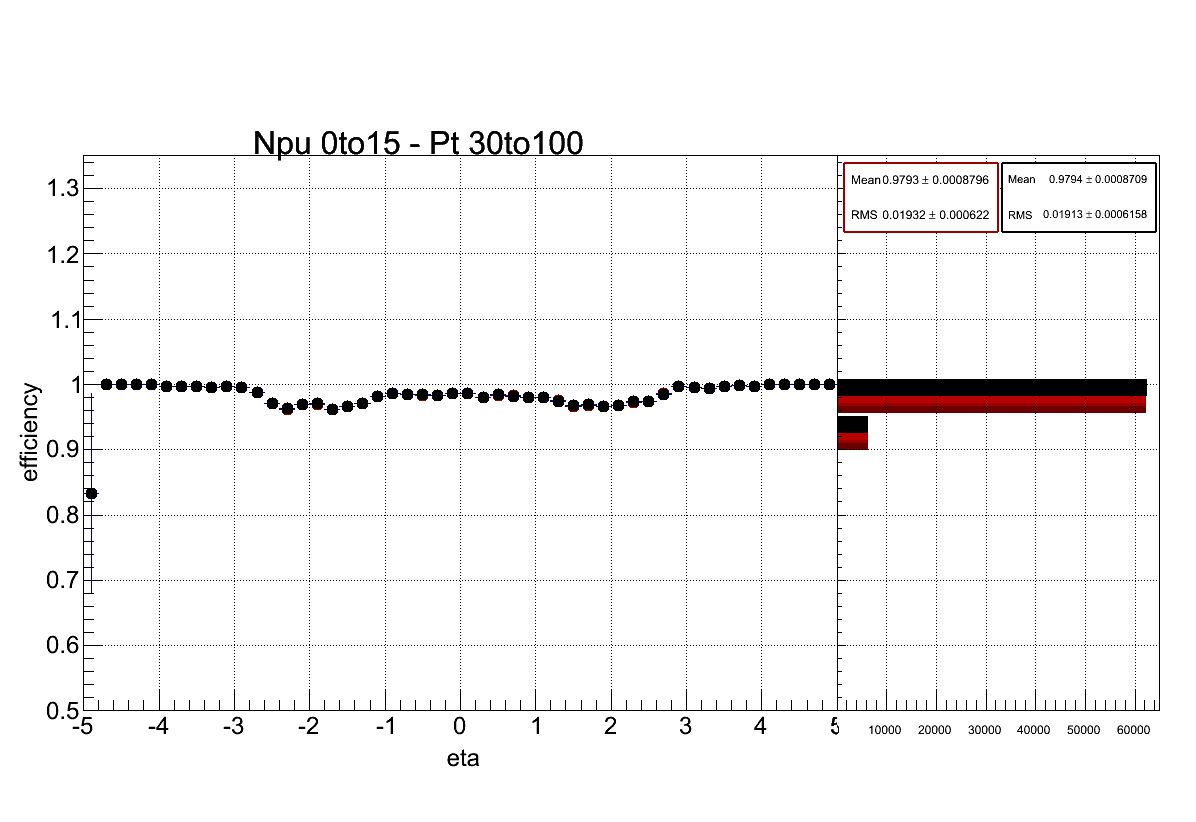 Npu 0to15 - Pt 30to100
Mean 0.9793 ± 0.0008796
RMS 0.01932 ± 0.000622
Mean 0.9794 ± 0.0008709
RMS 0.01913 ± 0.0006158
1.3
1.2
1.1
1
0.9
0.8
0.7
0.6
0.5
efficiency
-5 -4 -3 -2 -1 0 1 2 3 4
10000 20000 30000 40000 50000 60000
eta